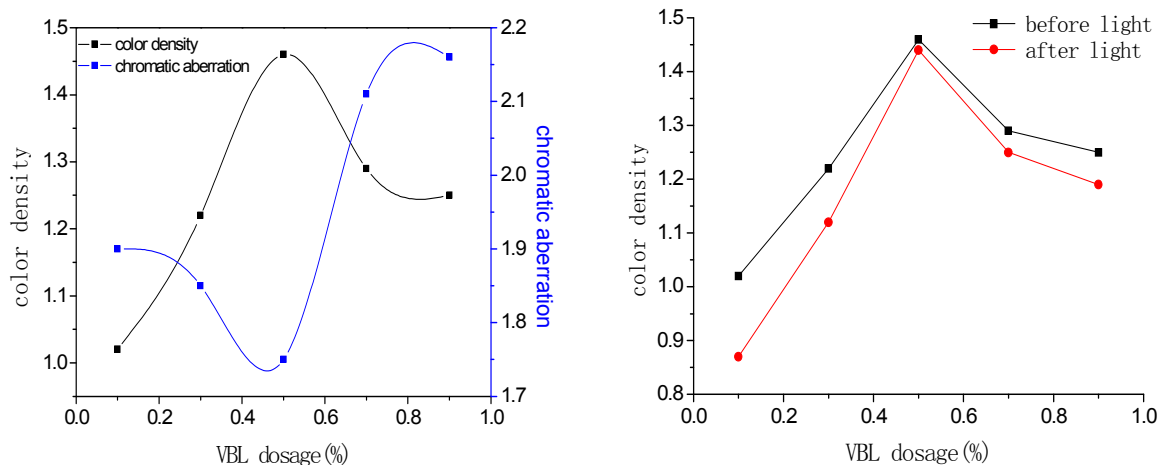 1.5
1.4
1.3
1.2
1.1
1.0
color density
color density
chromatic aberration
2.2
2.1
2.0
1.9
1.8
1.7
chromatic aberration
0.0 0.2 0.4 0.6 0.8 1.0
VBL dosage(%)
1.5
1.4
1.3
1.2
1.1
1.0
0.9
0.8
color density
before light
after light
0.0 0.2 0.4 0.6 0.8 1.0
VBL dosage(%)